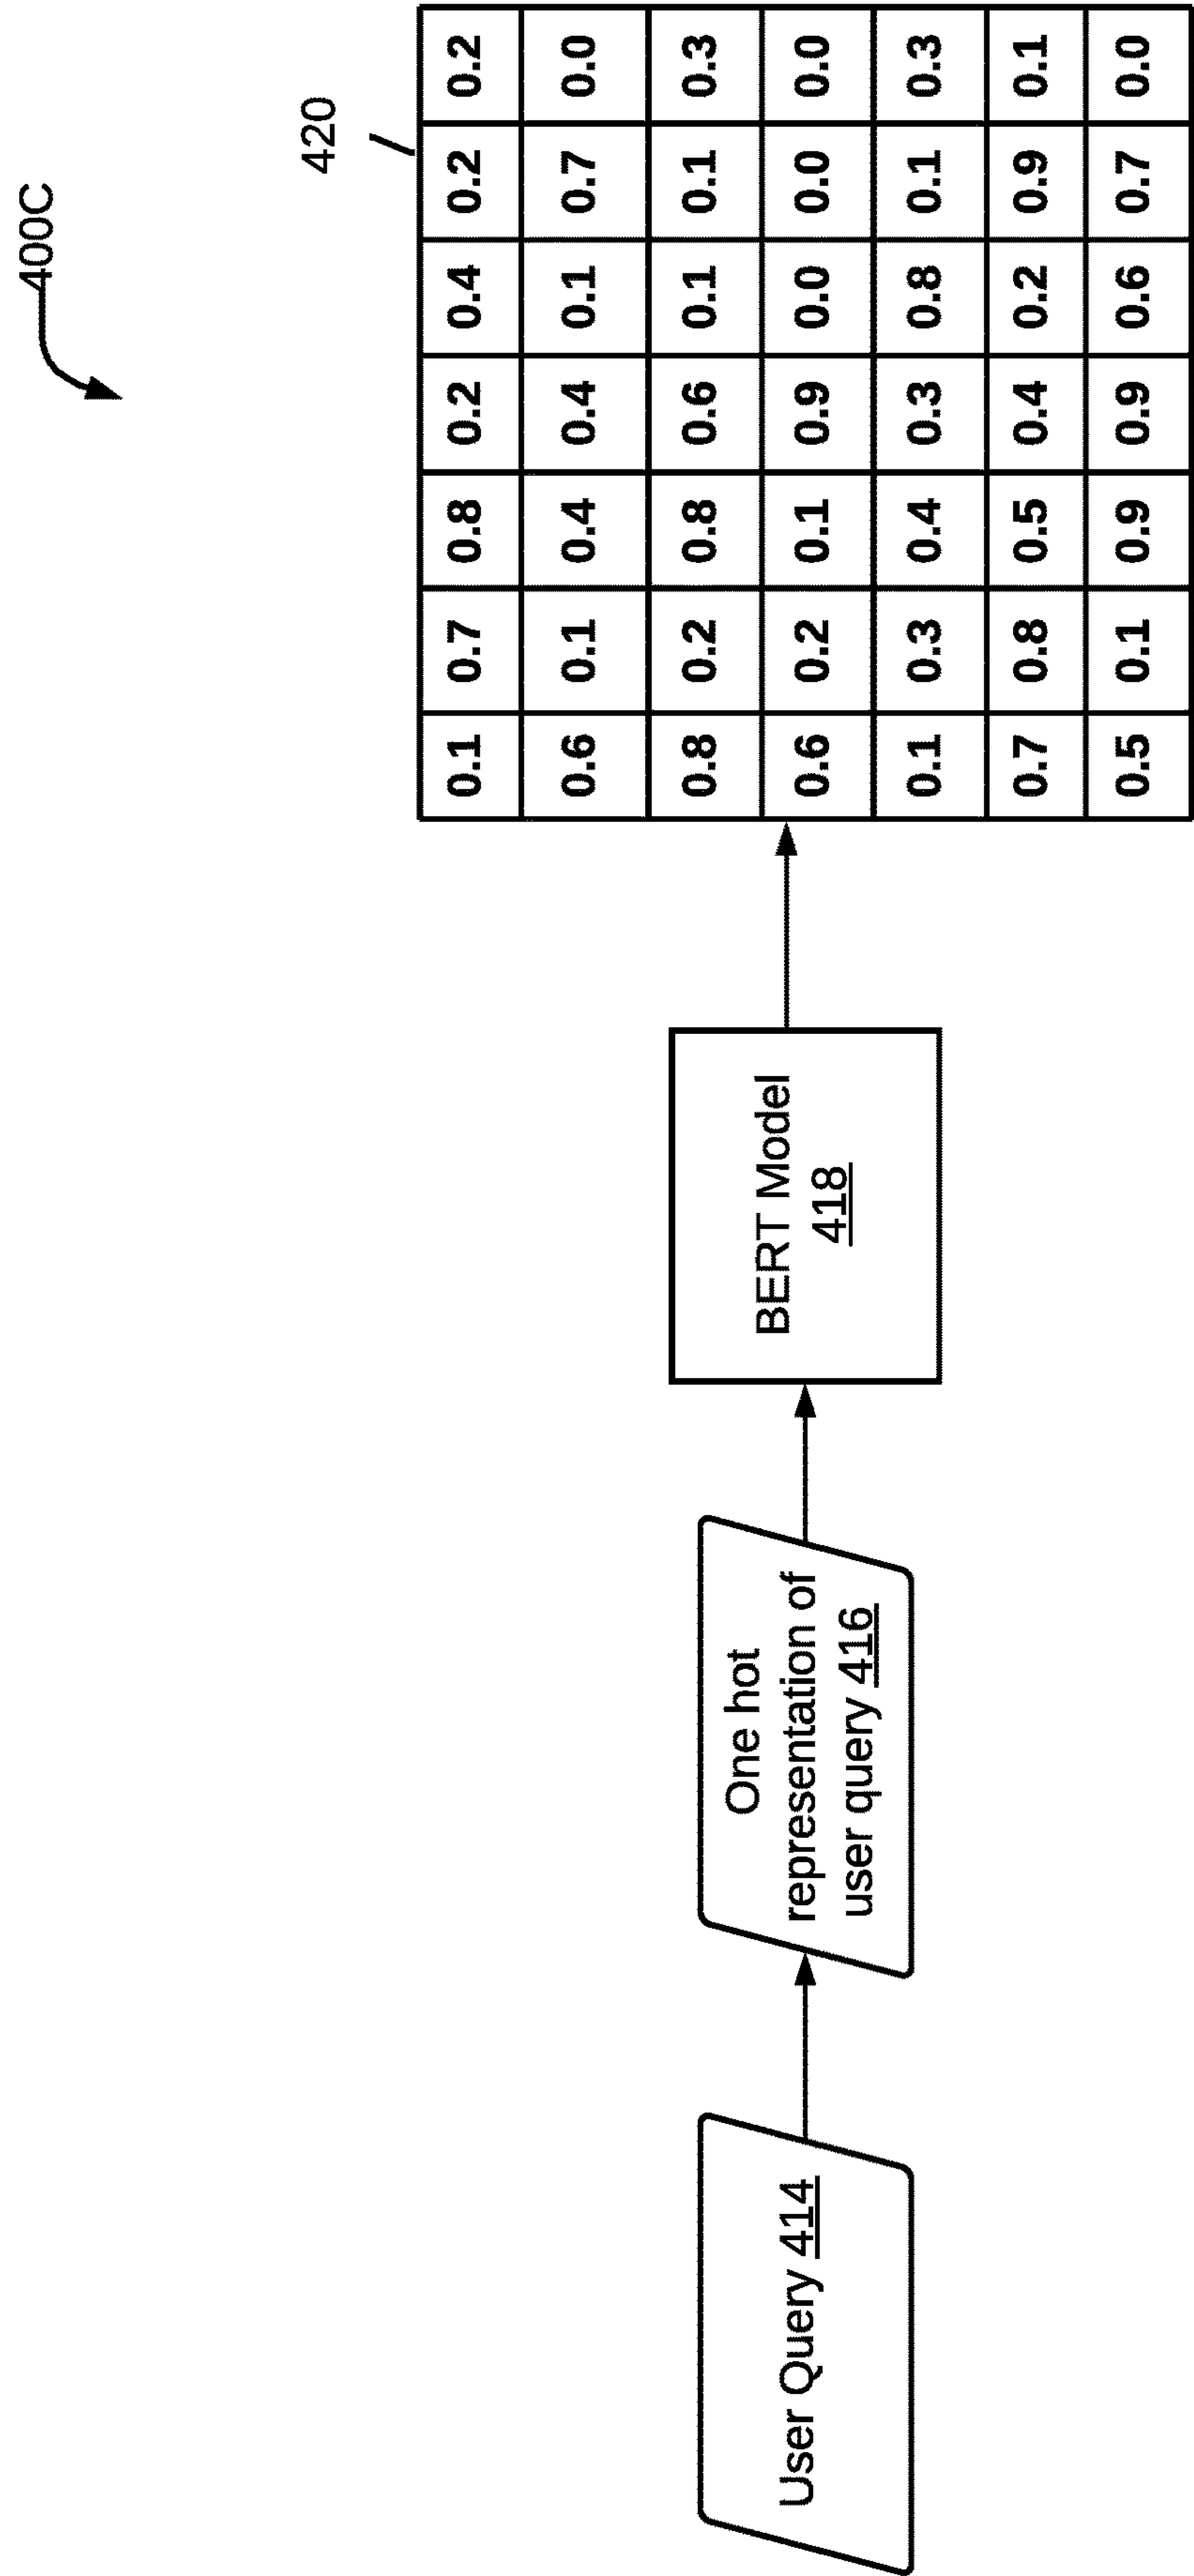 400C
User Query 414
One hot
representation of
user query 416
BERT Model
418
420
0.1 0.7 0.8 0.2 0.4 0.2 0.2
0.6 0.1 0.4 0.4 0.1 0.7 0.0
0.8 0.2 0.8 0.6 0.1 0.1 0.3
0.6 0.2 0.1 0.9 0.0 0.0 0.0
0.1 0.3 0.4 0.3 0.8 0.1 0.3
0.7 0.8 0.5 0.4 0.2 0.9 0.1
0.5 0.1 0.9 0.9 0.6 0.7 0.0